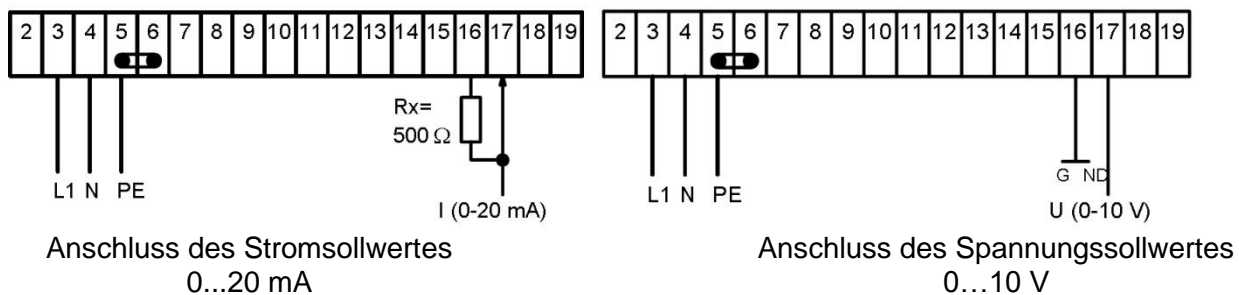 2 3 4 5 6 7 8 9 10 11 12 13 14 15 16 17 18 19
Rx=
500 Ω
L1 N PE
I (0-20 mA)
Anschluss des Stromsollwertes
0...20 mA
2 3 4 5 6 7 8 9 10 11 12 13 14 15 16 17 18 19
G ND
L1 N PE
U (0-10 V)
Anschluss des Spannungssollwertes
0…10 V